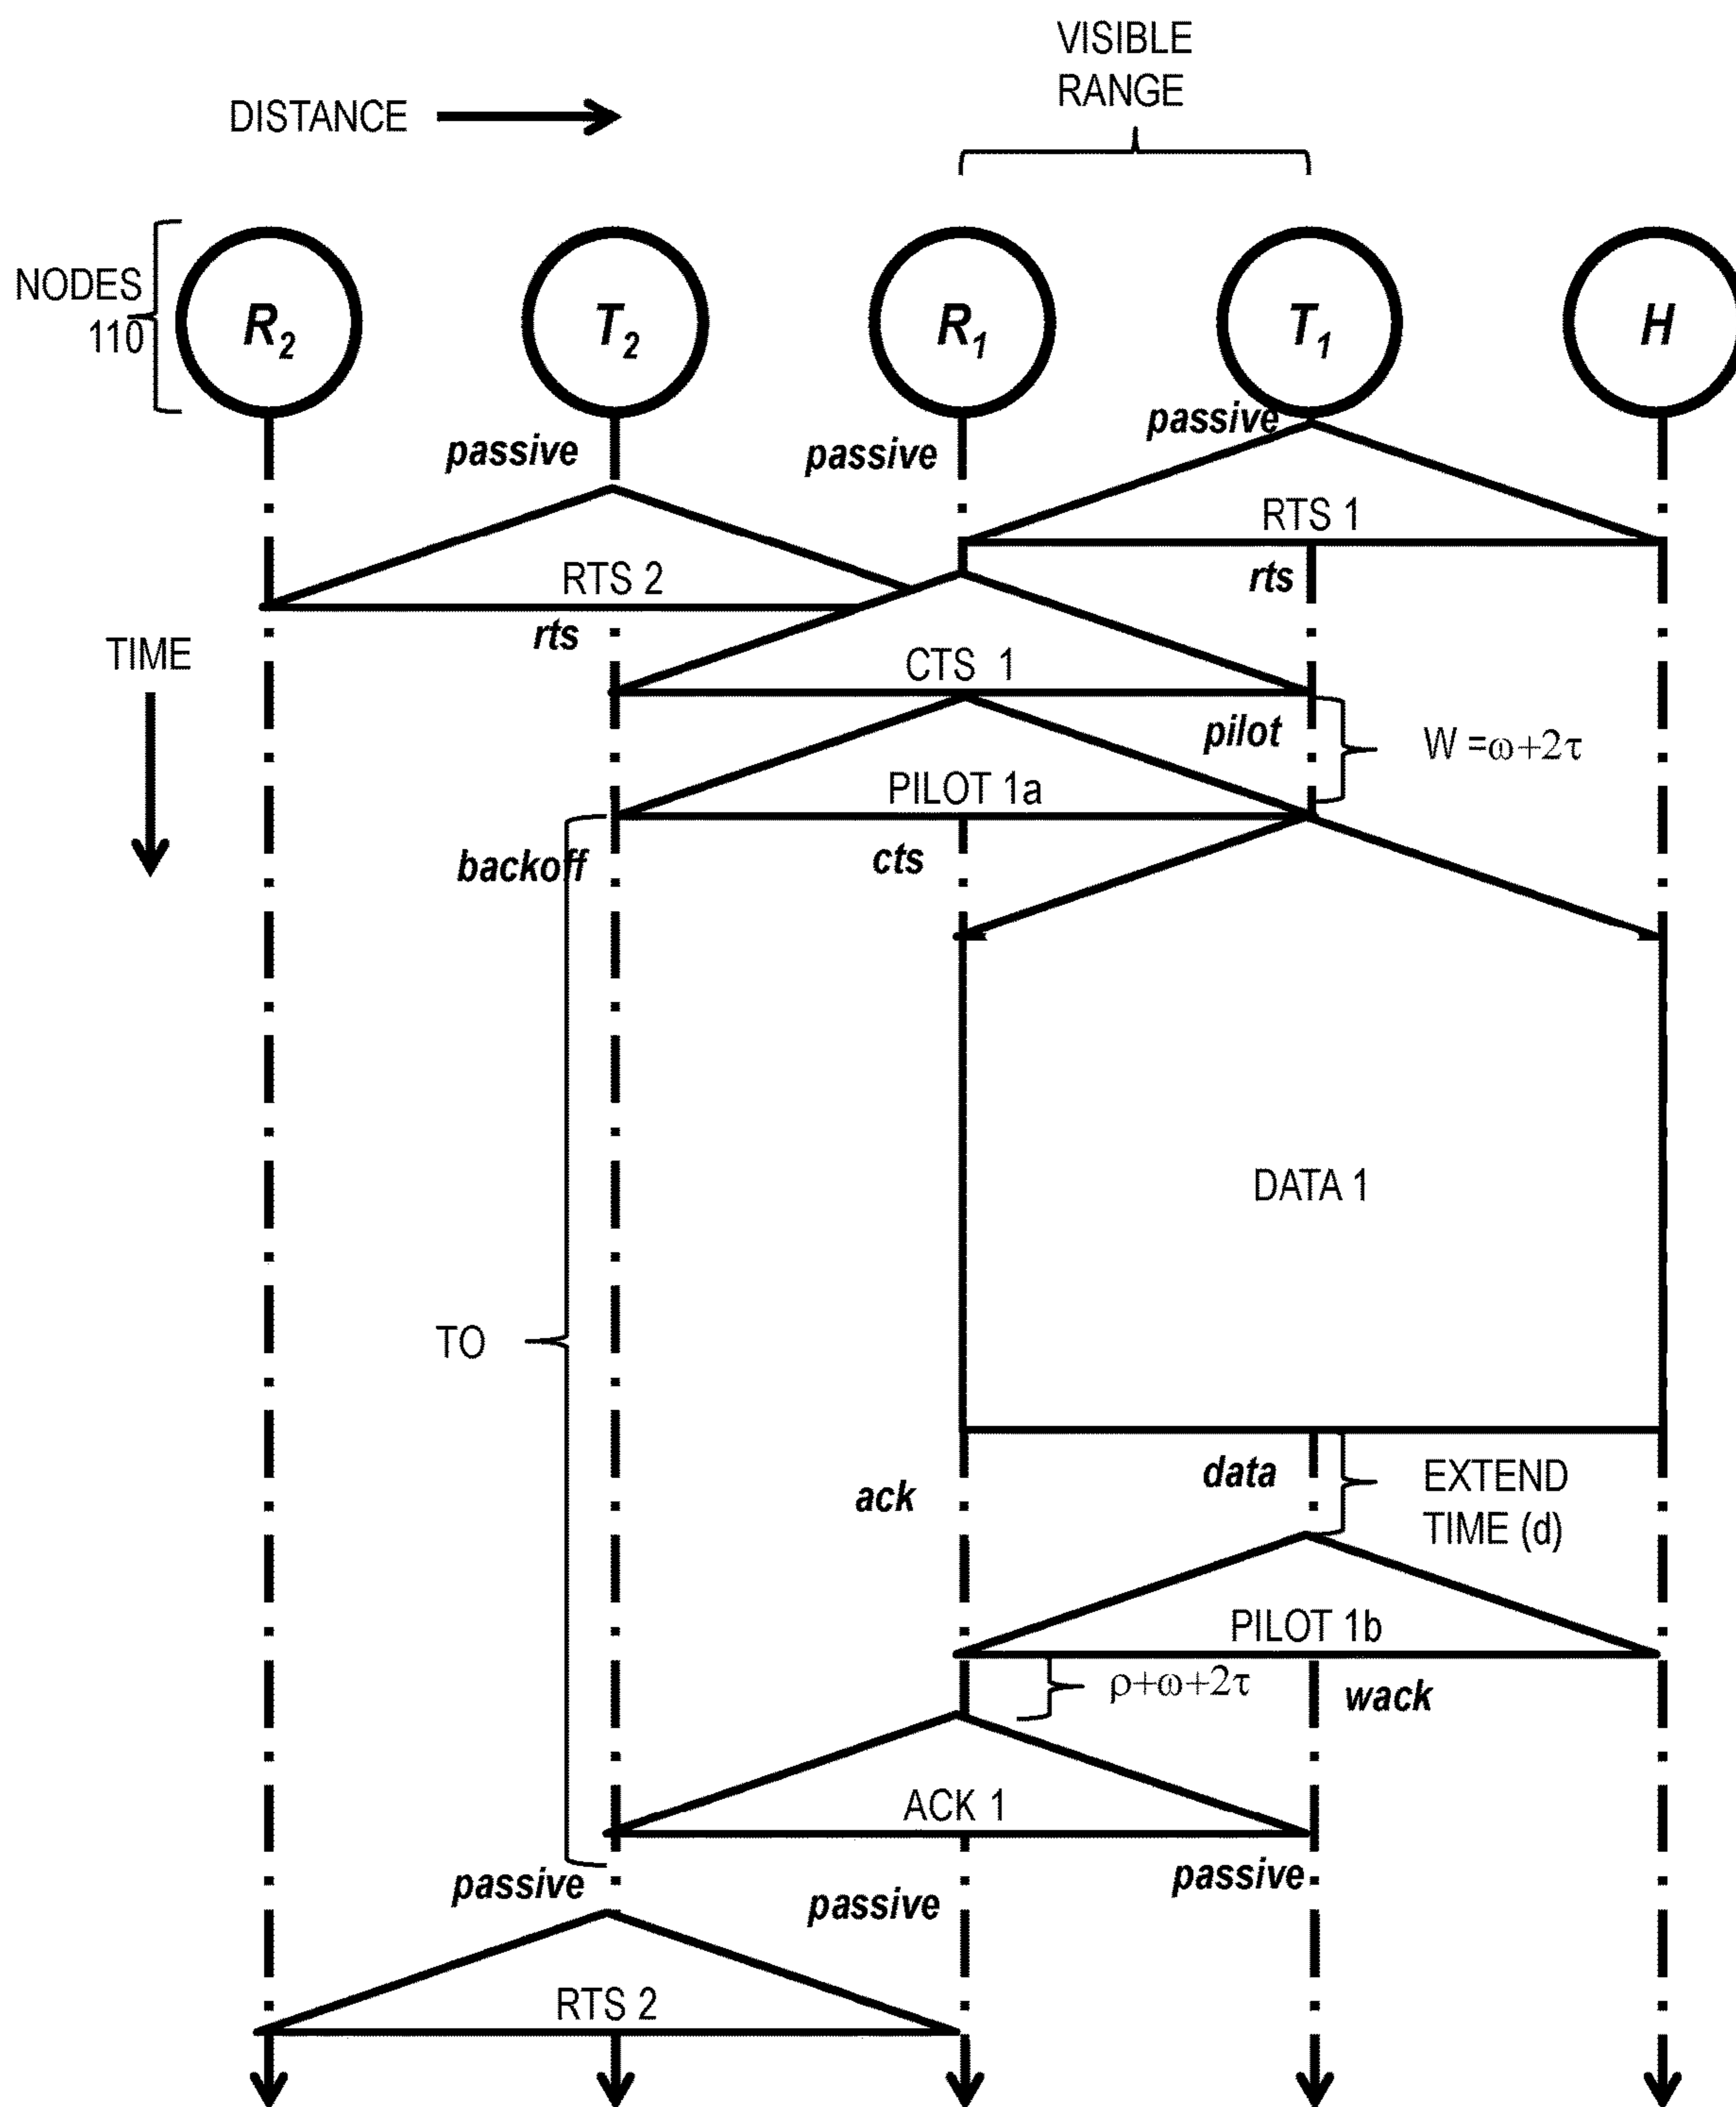 VISIBLE
RANGE
DISTANCE
NODES
110
R2
T2
R1
T1
H
passive
passive
passive
RTS 1
rts
RTS 2
rts
TIME
CTS 1
pilot
W =ω+2τ
PILOT 1a
backoff
cts
DATA 1
TO
data
EXTEND
TIME (d)
ack
PILOT 1b
ρ+ω+2τ
wack
ACK 1
passive
passive
passive
RTS 2